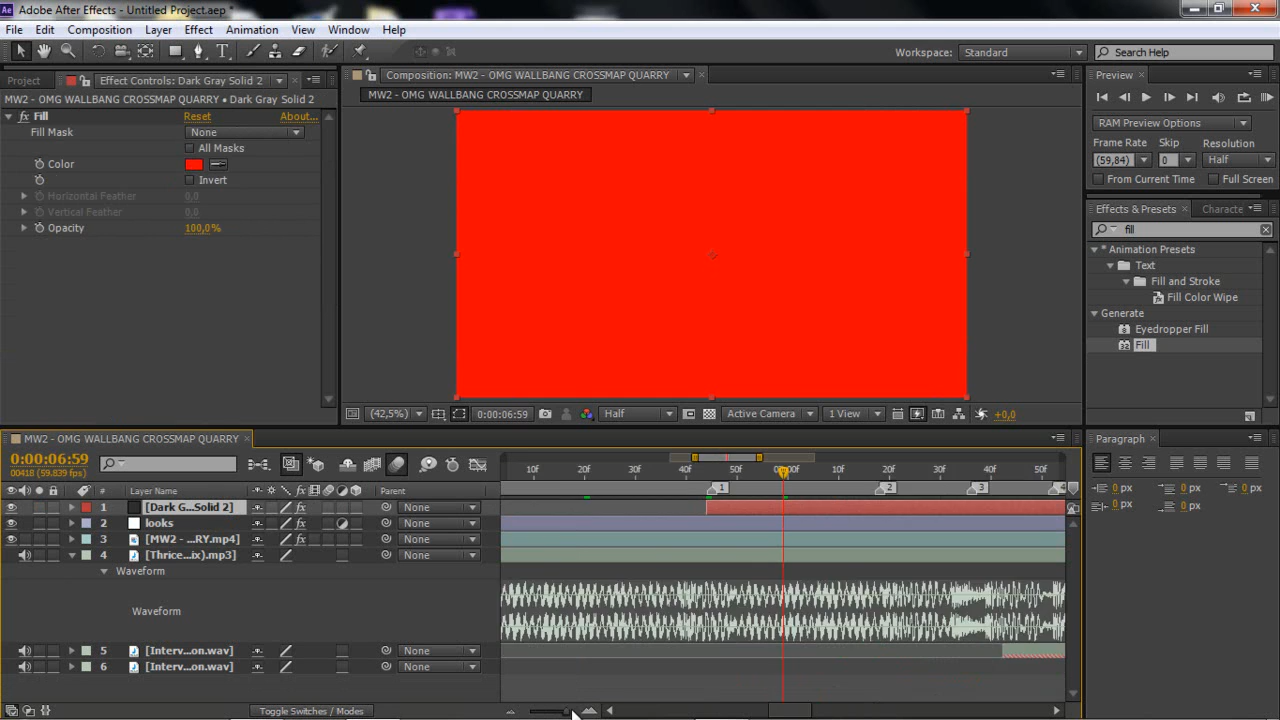 Adobe After Effects - Untitled Project.aep *
File Edit Composition Layer Effect Animation View Window Help
Workspace: Standard Search Help
Project Effect Controls: Dark Gray Solid 2
MW2 - OMG WALLBANG CROSSMAP QUARRY • Dark Gray Solid 2
Fill Reset About...
Fill Mask None
All Masks
Color
Invert
Horizontal Feather 0,0
Vertical Feather 0,0
Opacity 100,0%
Composition: MW2 - OMG WALLBANG CROSSMAP QUARRY
MW2 - OMG WALLBANG CROSSMAP QUARRY
(42,5%) 0:00:06:59 Half Active Camera 1 View +0,0
Preview
RAM Preview Options
Frame Rate Skip Resolution
(59,84) 0 Half
From Current Time Full Screen
Effects & Presets Characte
fill
* Animation Presets
Text
Fill and Stroke
Fill Color Wipe
Generate
Eyedropper Fill
Fill
MW2 - OMG WALLBANG CROSSMAP QUARRY
0:00:06:59
00418 (59.839 fps)
10f 20f 30f 40f 50f 00f 10f 20f 30f 40f 50f
1 2 3 4
# Layer Name Parent
1 [Dark G...Solid 2] None
2 looks None
3 [MW2 - ...RY.mp4] None
4 [Thrice...ix).mp3] None
Waveform
Waveform
5 [Interv...on.wav] None
6 [Interv...on.wav] None
Toggle Switches / Modes
Paragraph
0 px 0 px 0 px
0 px 0 px